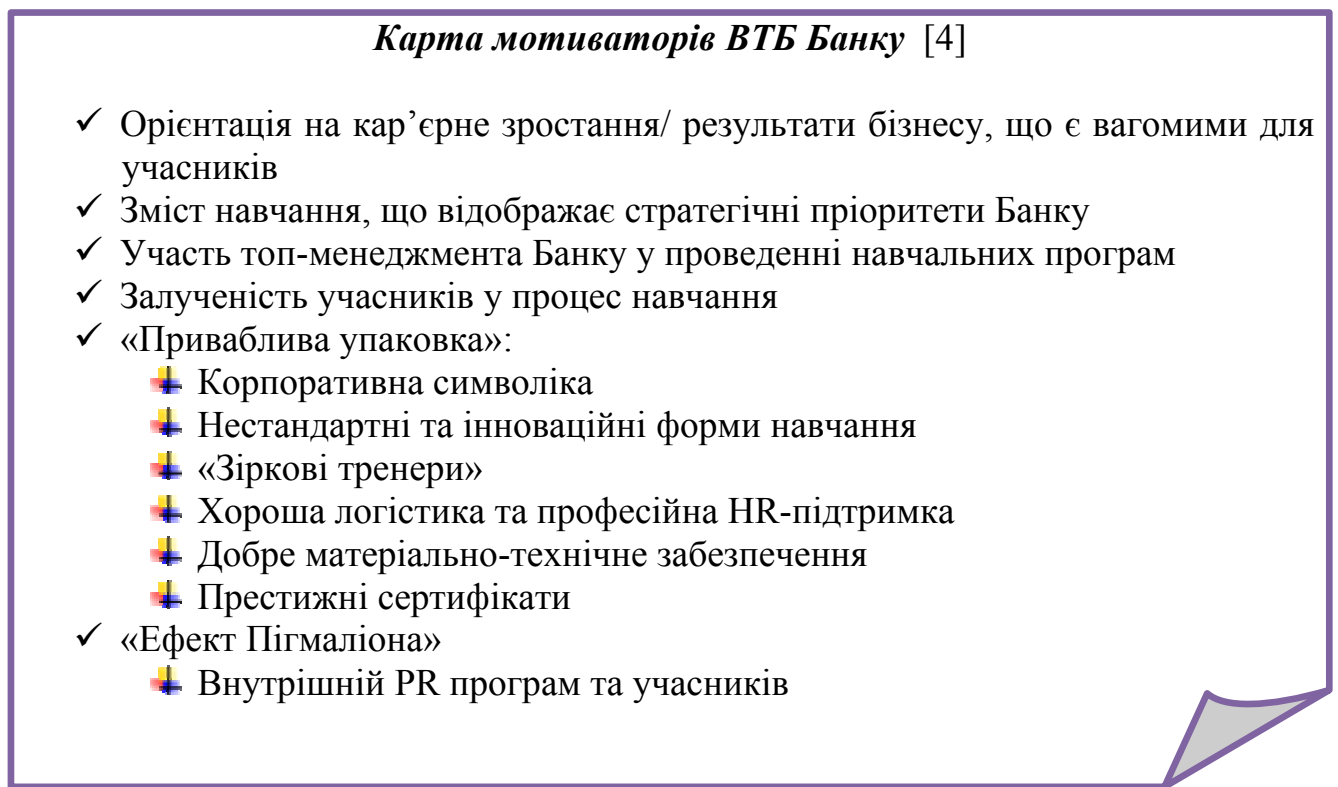 Карта мотиваторів ВТБ Банку [4]
✓ Орієнтація на кар’єрне зростання/ результати бізнесу, що є вагомими для
учасників
✓ Зміст навчання, що відображає стратегічні пріоритети Банку
✓ Участь топ-менеджмента Банку у проведенні навчальних програм
✓ Залученість учасників у процес навчання
✓ «Приваблива упаковка»:
Корпоративна символіка
Нестандартні та інноваційні форми навчання
«Зіркові тренери»
Хороша логістика та професійна HR-підтримка
Добре матеріально-технічне забезпечення
Престижні сертифікати
✓ «Ефект Пігмаліона»
Внутрішній PR програм та учасників